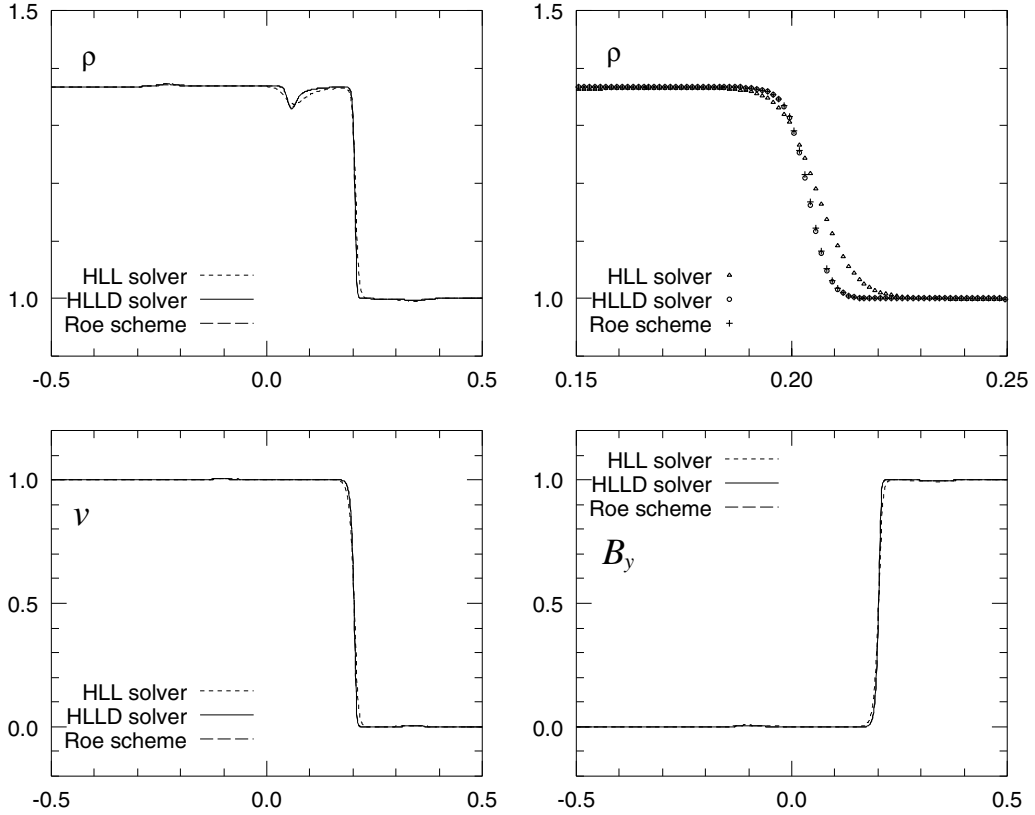 1.5
ρ
1.0
HLL solver
HLLD solver
Roe scheme
-0.5
0.0
0.5
1.5
ρ
1.0
HLL solver
HLLD solver
Roe scheme
0.15
0.20
0.25
1.0
v
0.5
HLL solver
HLLD solver
Roe scheme
0.0
-0.5
0.0
0.5
HLL solver
1.0
HLLD solver
Roe scheme
B_y
0.5
0.0
-0.5
0.0
0.5